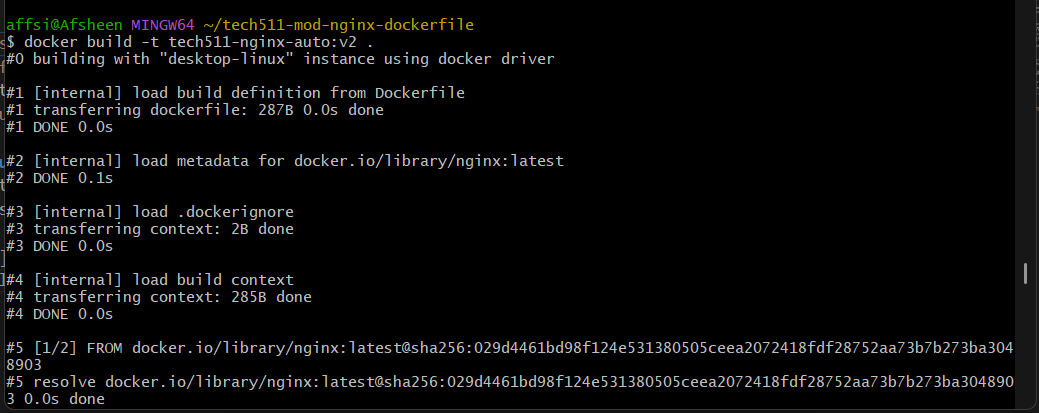 affsi@Afsheen MINGW64 ~/tech511-mod-nginx-dockerfile
$ docker build -t tech511-nginx-auto:v2 .
#0 building with "desktop-linux" instance using docker driver
#1 [internal] load build definition from Dockerfile
#1 transferring dockerfile: 287B 0.0s done
#1 DONE 0.0s
#2 [internal] load metadata for docker.io/library/nginx:latest
#2 DONE 0.1s
#3 [internal] load .dockerignore
#3 transferring context: 2B done
#3 DONE 0.0s
#4 [internal] load build context
#4 transferring context: 285B done
#4 DONE 0.0s
#5 [1/2] FROM docker.io/library/nginx:latest@sha256:029d4461bd98f124e531380505ceea2072418fdf28752aa73b7b273ba304
8903
#5 resolve docker.io/library/nginx:latest@sha256:029d4461bd98f124e531380505ceea2072418fdf28752aa73b7b273ba304890
3 0.0s done